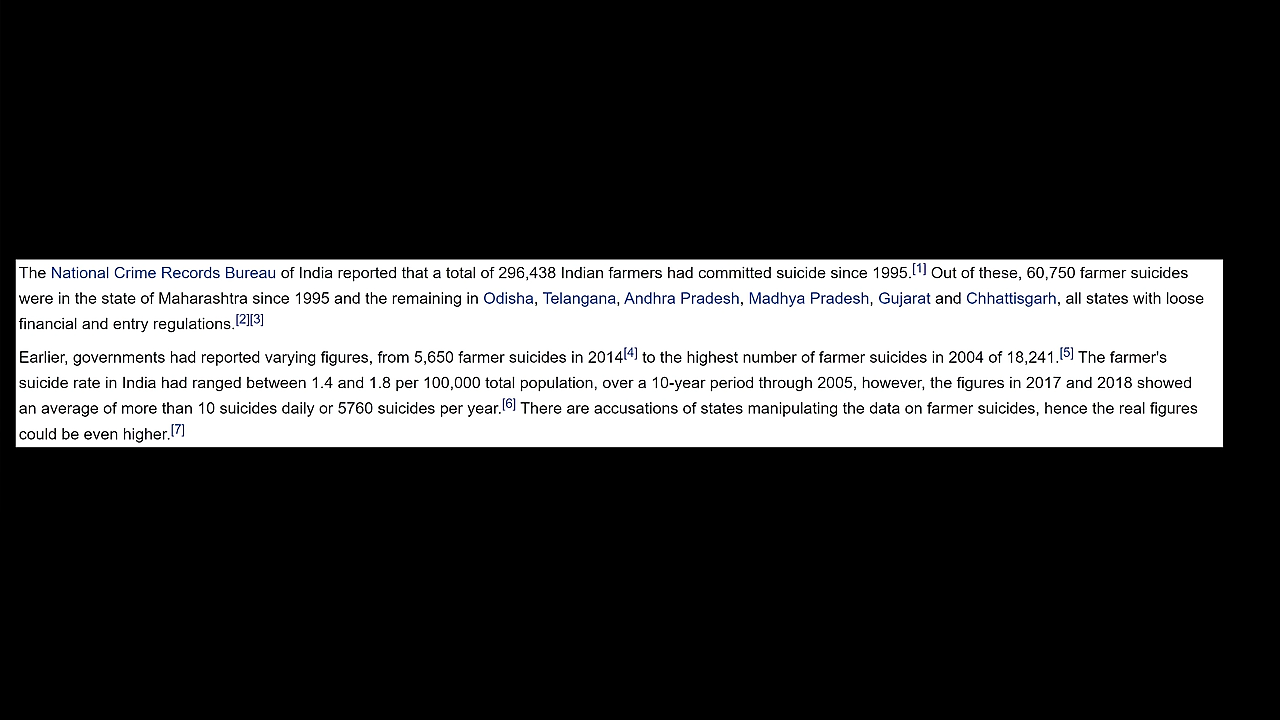 The National Crime Records Bureau of India reported that a total of 296,438 Indian farmers had committed suicide since 1995.[1] Out of these, 60,750 farmer suicides
were in the state of Maharashtra since 1995 and the remaining in Odisha, Telangana, Andhra Pradesh, Madhya Pradesh, Gujarat and Chhattisgarh, all states with loose
financial and entry regulations.[2][3]
Earlier, governments had reported varying figures, from 5,650 farmer suicides in 2014[4] to the highest number of farmer suicides in 2004 of 18,241.[5] The farmer's
suicide rate in India had ranged between 1.4 and 1.8 per 100,000 total population, over a 10-year period through 2005, however, the figures in 2017 and 2018 showed
an average of more than 10 suicides daily or 5760 suicides per year.[6] There are accusations of states manipulating the data on farmer suicides, hence the real figures
could be even higher.[7]